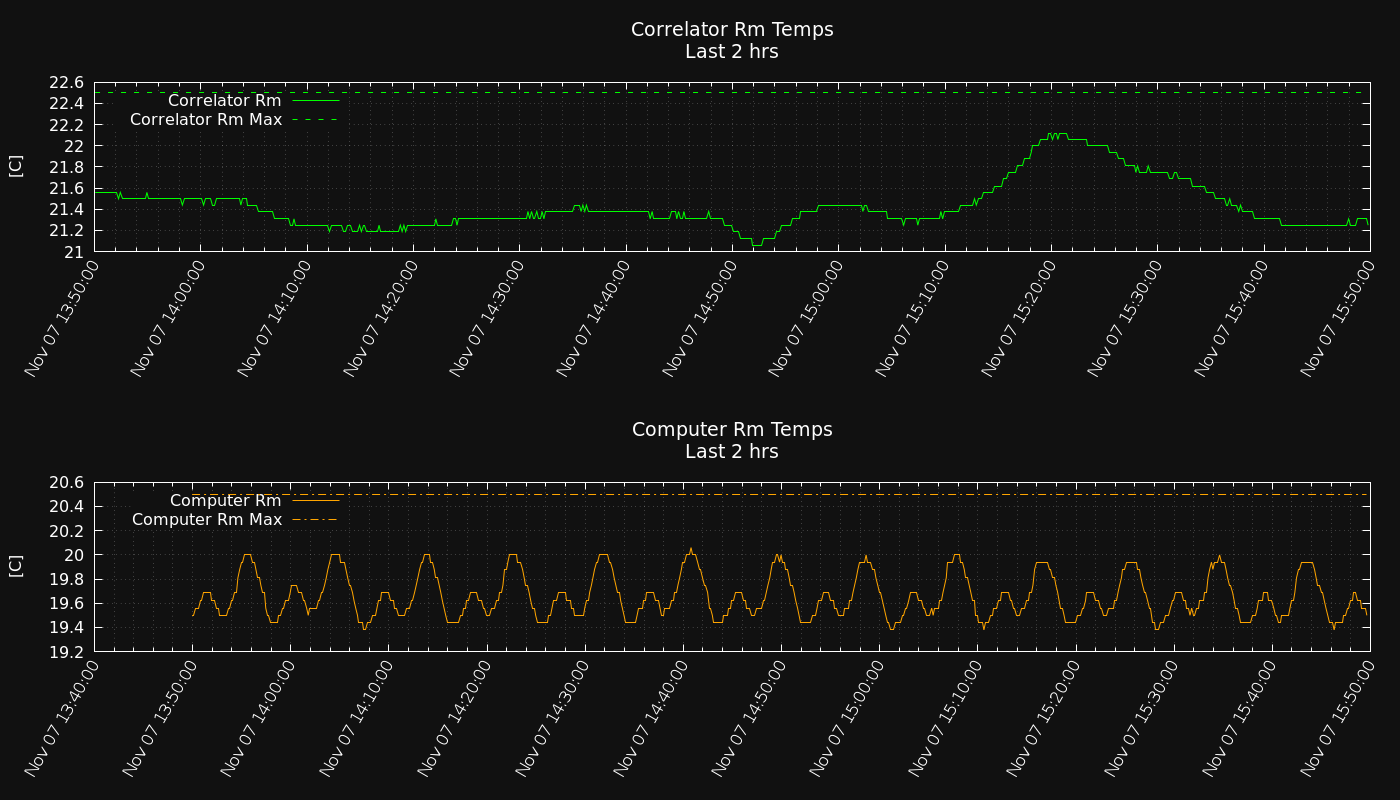 Correlator Rm Temps
Last 2 hrs
22.6
22.4
22.2
22
21.8
21.6
21.4
21.2
21
[C]
Correlator Rm
Correlator Rm Max
Nov 07 13:50:00
Nov 07 14:00:00
Nov 07 14:10:00
Nov 07 14:20:00
Nov 07 14:30:00
Nov 07 14:40:00
Nov 07 14:50:00
Nov 07 15:00:00
Nov 07 15:10:00
Nov 07 15:20:00
Nov 07 15:30:00
Nov 07 15:40:00
Nov 07 15:50:00
Computer Rm Temps
Last 2 hrs
20.6
20.4
20.2
20
19.8
19.6
19.4
19.2
[C]
Computer Rm
Computer Rm Max
Nov 07 13:40:00
Nov 07 13:50:00
Nov 07 14:00:00
Nov 07 14:10:00
Nov 07 14:20:00
Nov 07 14:30:00
Nov 07 14:40:00
Nov 07 14:50:00
Nov 07 15:00:00
Nov 07 15:10:00
Nov 07 15:20:00
Nov 07 15:30:00
Nov 07 15:40:00
Nov 07 15:50:00